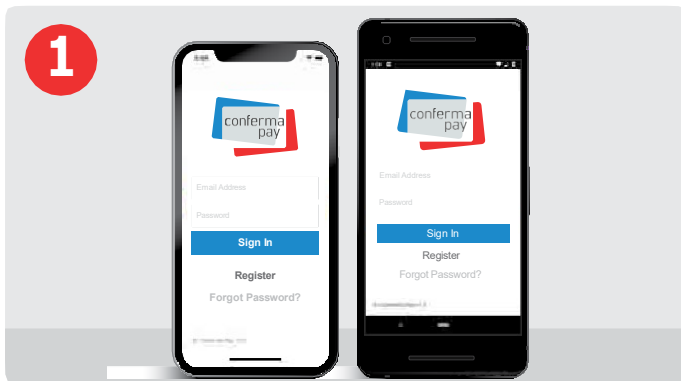 1
conferma
pay
Email Address
Password
Sign In
Register
Forgot Password?
conferma
pay
Email Address
Password
Sign In
Register
Forgot Password?